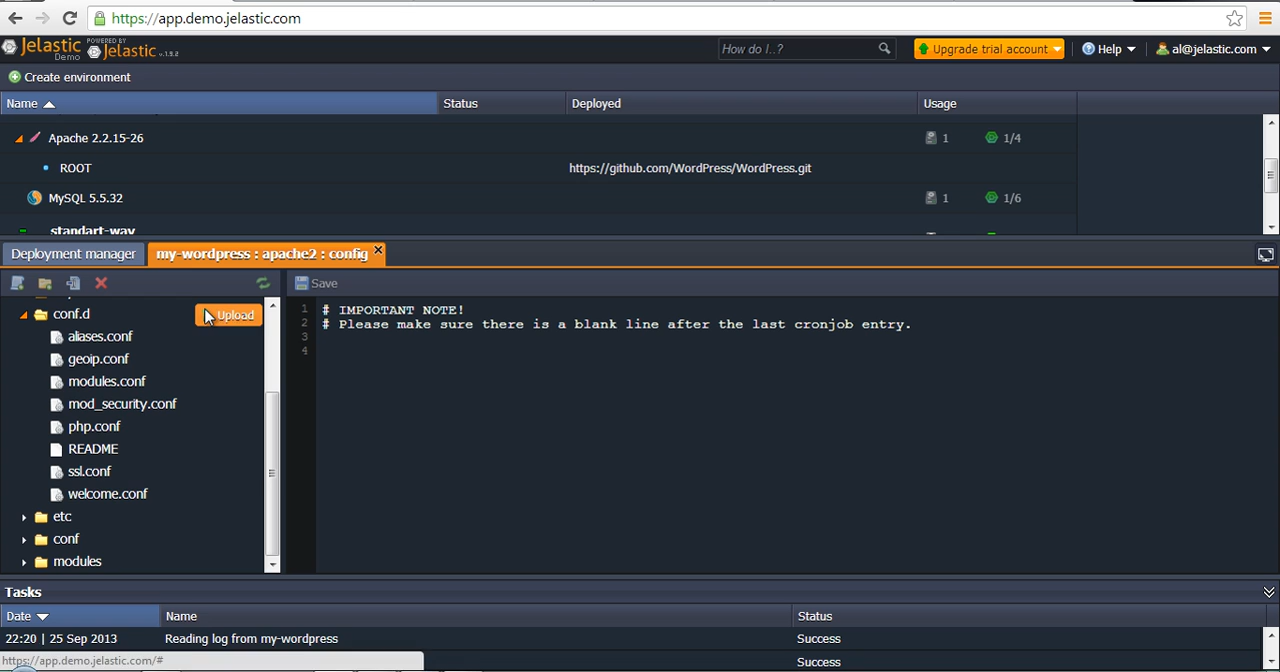 https://app.demo.jelastic.com
Jelastic Demo POWERED BY Jelastic v.1.9.2 How do I..? Upgrade trial account Help al@jelastic.com
Create environment
Name Status Deployed Usage
Apache 2.2.15-26 1 1/4
ROOT https://github.com/WordPress/WordPress.git
MySQL 5.5.32 1 1/6
standart-way
Deployment manager my-wordpress : apache2 : config
Save
conf.d Upload
1 # IMPORTANT NOTE!
2 # Please make sure there is a blank line after the last cronjob entry.
3
4
aliases.conf
geoip.conf
modules.conf
mod_security.conf
php.conf
README
ssl.conf
welcome.conf
etc
conf
modules
Tasks
Date Name Status
22:20 | 25 Sep 2013 Reading log from my-wordpress Success
https://app.demo.jelastic.com/# Success